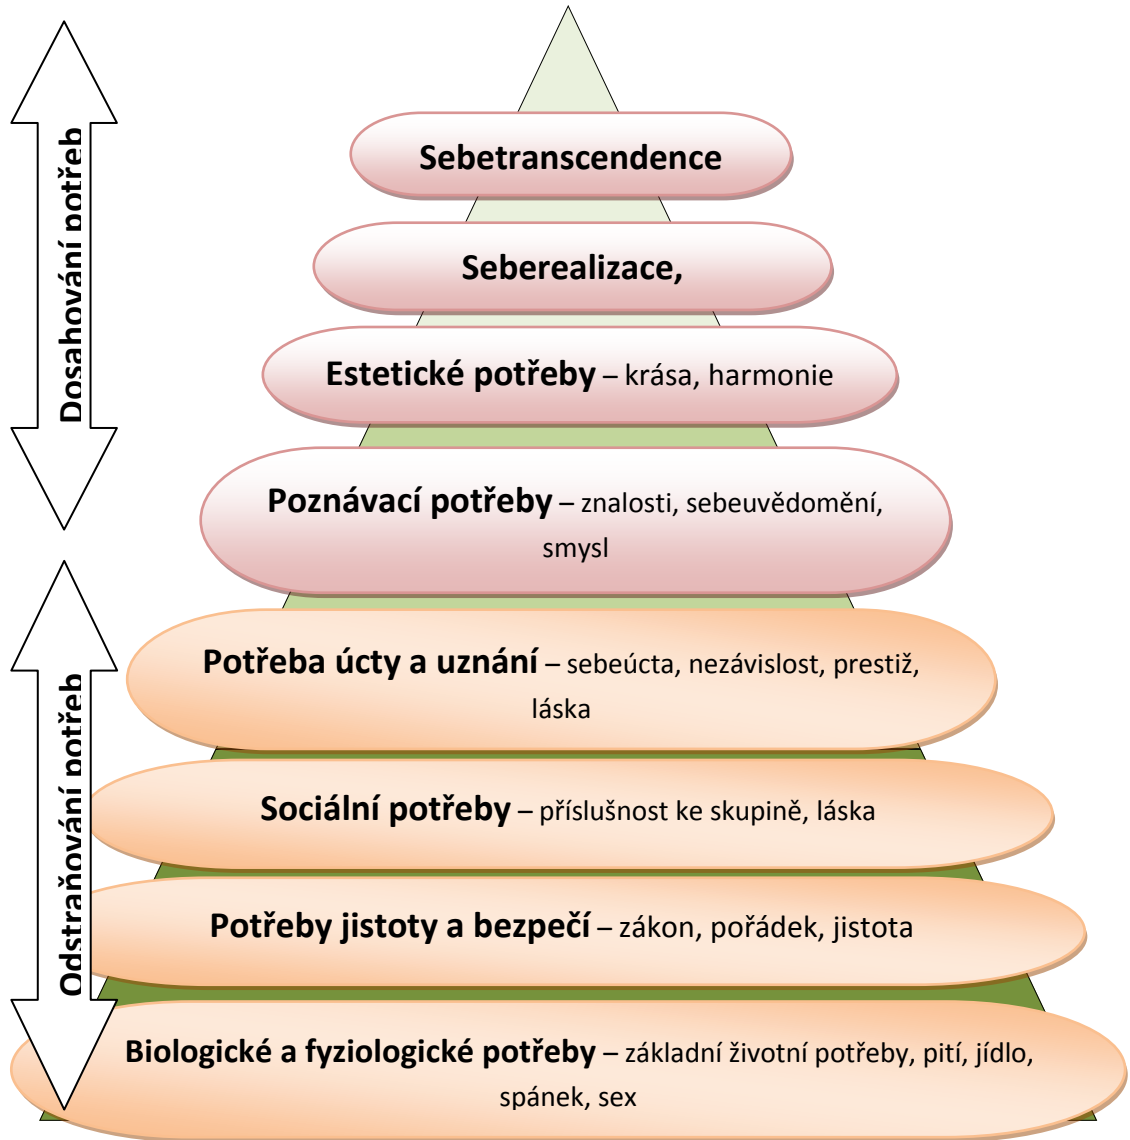 Dosahování potřeb
Sebetranscendence
Seberealizace,
Estetické potřeby – krása, harmonie
Poznávací potřeby – znalosti, sebeuvědomění,
smysl
Odstraňování potřeb
Potřeba úcty a uznání – sebeúcta, nezávislost, prestiž,
láska
Sociální potřeby – příslušnost ke skupině, láska
Potřeby jistoty a bezpečí – zákon, pořádek, jistota
Biologické a fyziologické potřeby – základní životní potřeby, pití, jídlo,
spánek, sex